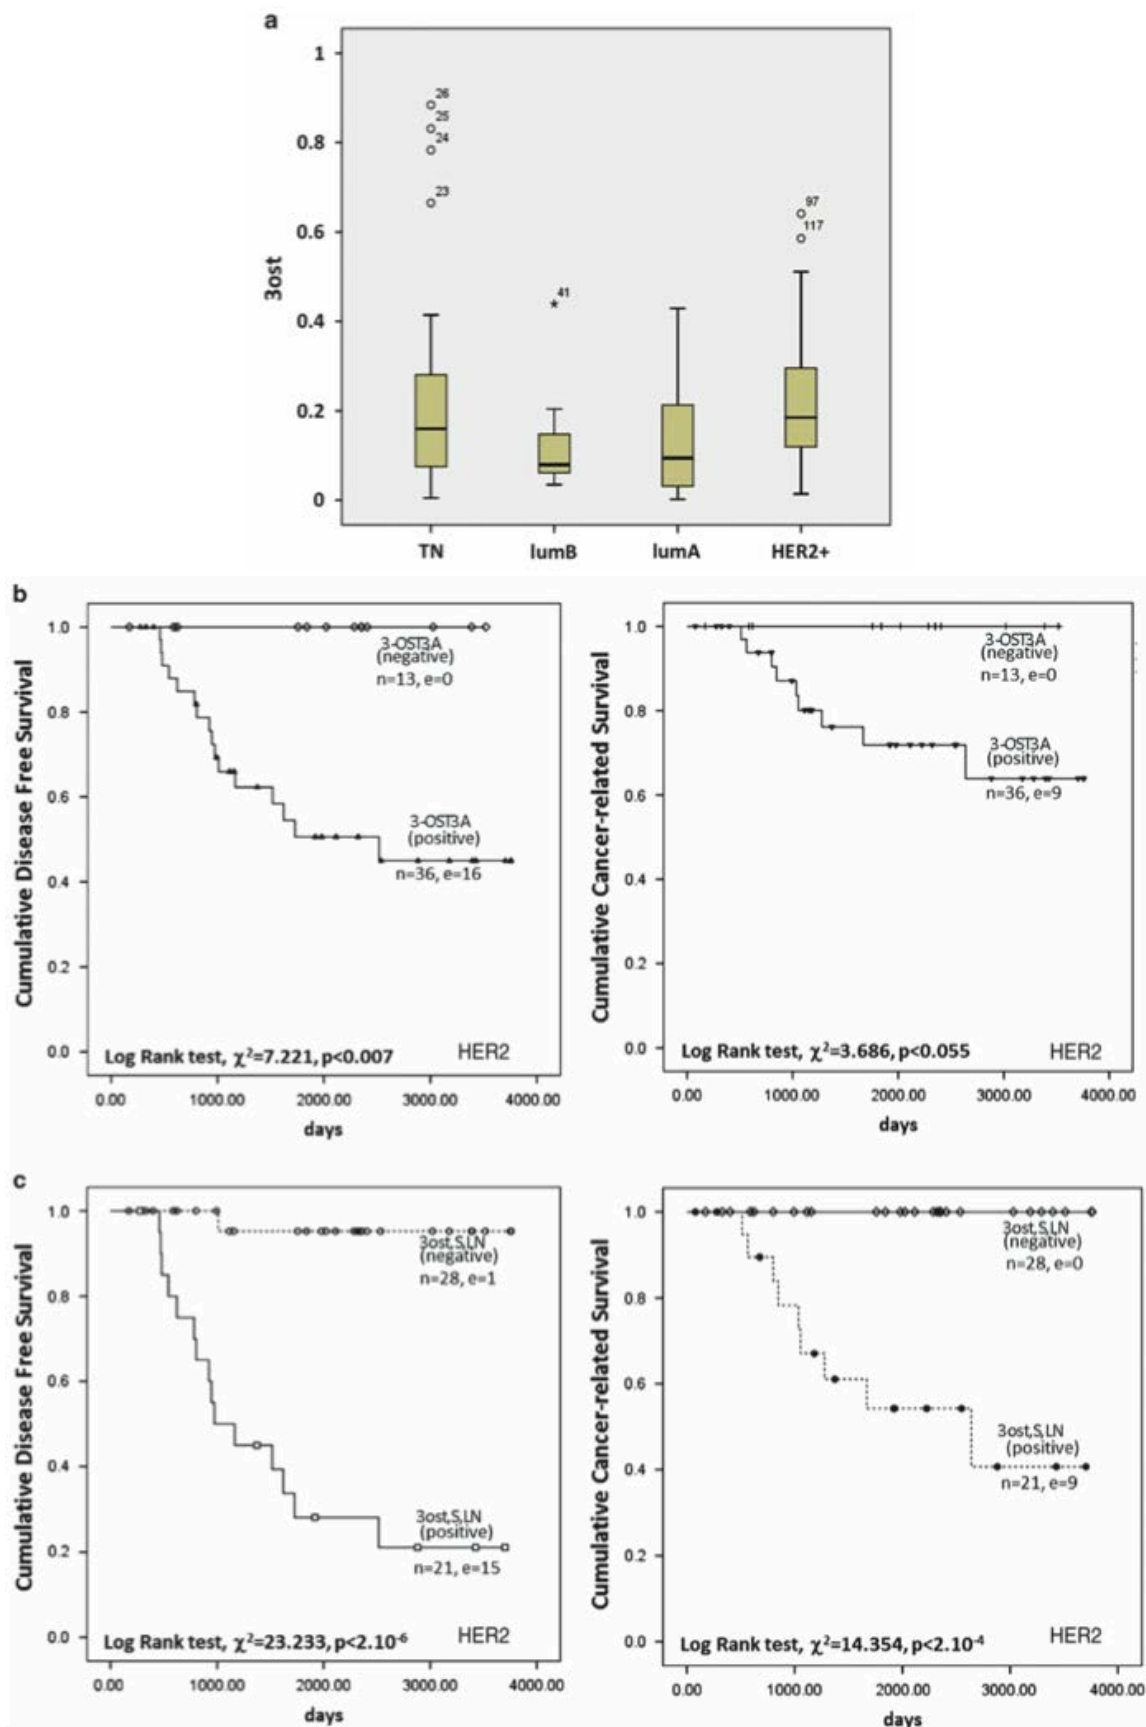 a
1
0.8
0.6
0.4
0.2
0
3ost
26
25
24
23
41
97
117
TN lumB lumA HER2+
b
Cumulative Disease Free Survival
1.0
0.8
0.6
0.4
0.2
0.0
3-OST3A
(negative)
n=13, e=0
3-OST3A
(positive)
n=36, e=16
Log Rank test, χ²=7.221, p<0.007 HER2
0.00 1000.00 2000.00 3000.00 4000.00
days
Cumulative Cancer-related Survival
1.0
0.8
0.6
0.4
0.2
0.0
3-OST3A
(negative)
n=13, e=0
3-OST3A
(positive)
n=36, e=9
Log Rank test, χ²=3.686, p<0.055 HER2
0.00 1000.00 2000.00 3000.00 4000.00
days
c
Cumulative Disease Free Survival
1.0
0.8
0.6
0.4
0.2
0.0
3ost,S,LN
(negative)
n=28, e=1
3ost,S,LN
(positive)
n=21, e=15
Log Rank test, χ²=23.233, p<2.10⁻⁶ HER2
0.00 1000.00 2000.00 3000.00 4000.00
days
Cumulative Cancer-related Survival
1.0
0.8
0.6
0.4
0.2
0.0
3ost,S,LN
(negative)
n=28, e=0
3ost,S,LN
(positive)
n=21, e=9
Log Rank test, χ²=14.354, p<2.10⁻⁴ HER2
0.00 1000.00 2000.00 3000.00 4000.00
days